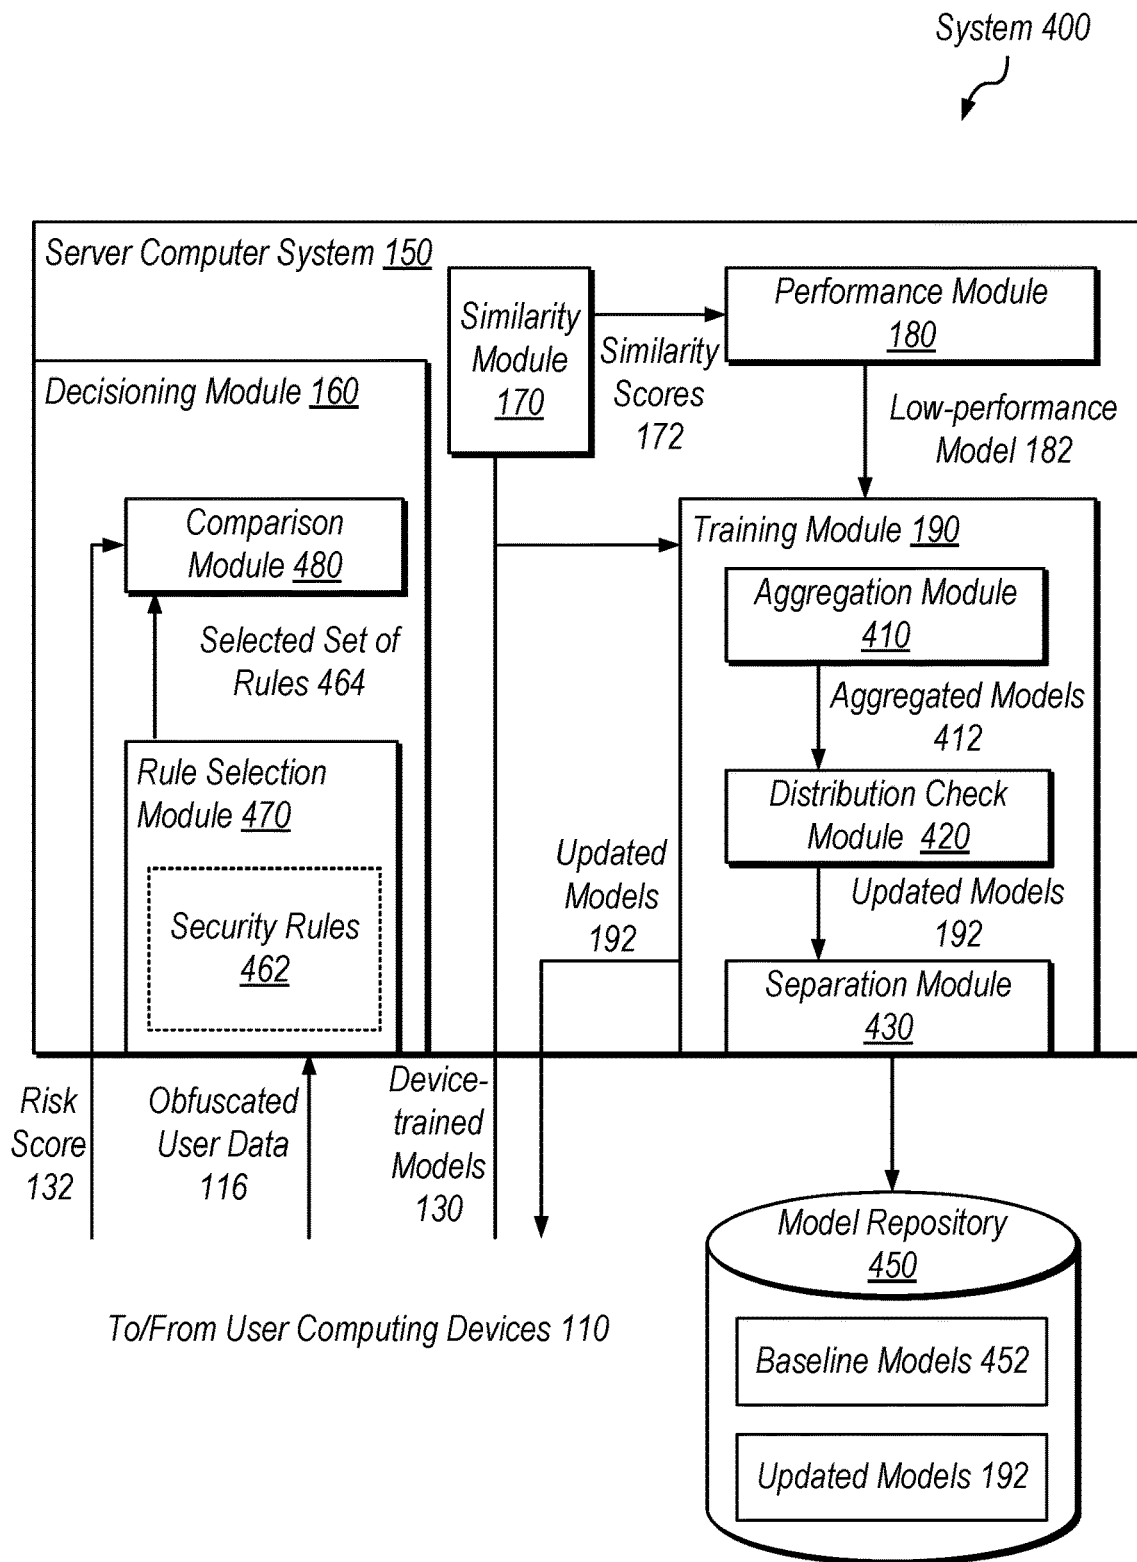 System 400
Server Computer System 150
Similarity
Module
170
Similarity
Scores
172
Performance Module
180
Low-performance
Model 182
Decisioning Module 160
Comparison
Module 480
Selected Set of
Rules 464
Rule Selection
Module 470
Security Rules
462
Training Module 190
Aggregation Module
410
Aggregated Models
412
Distribution Check
Module 420
Updated Models
192
Separation Module
430
Updated
Models
192
Risk
Score
132
Obfuscated
User Data
116
Device-
trained
Models
130
To/From User Computing Devices 110
Model Repository
450
Baseline Models 452
Updated Models 192